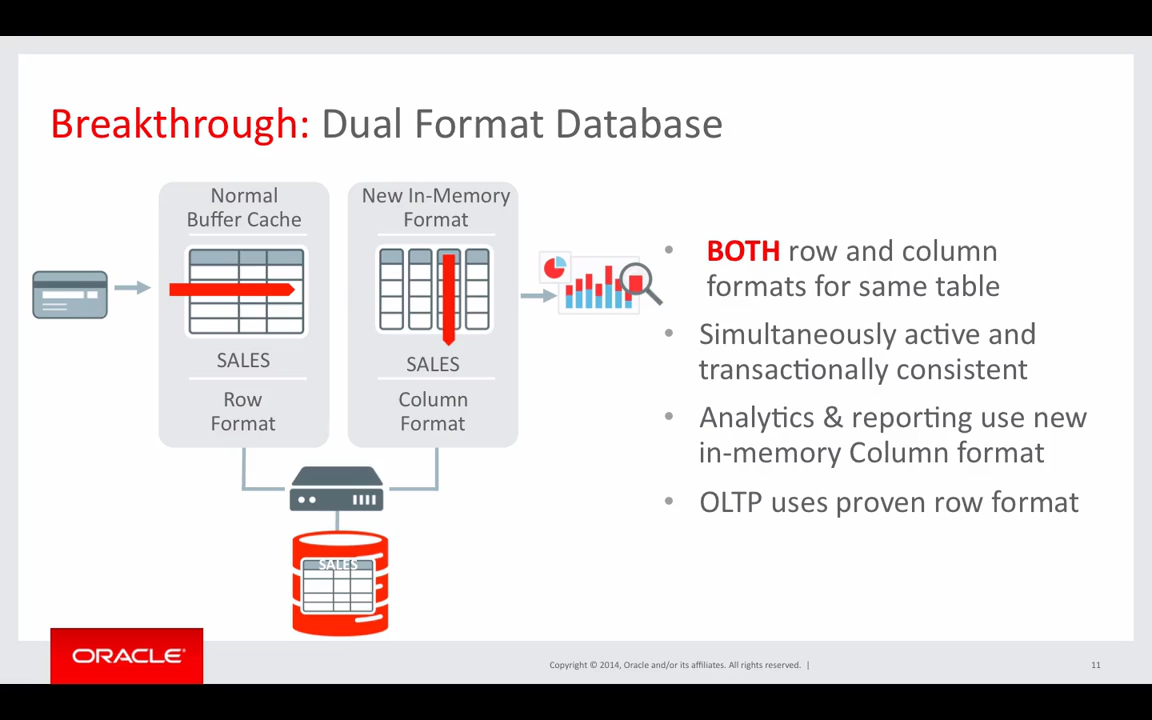 Breakthrough: Dual Format Database
Normal
Buffer Cache
SALES
Row
Format
New In-Memory
Format
SALES
Column
Format
SALES
• BOTH row and column
formats for same table
• Simultaneously active and
transactionally consistent
• Analytics & reporting use new
in-memory Column format
• OLTP uses proven row format
ORACLE®
Copyright © 2014, Oracle and/or its affiliates. All rights reserved. |
11